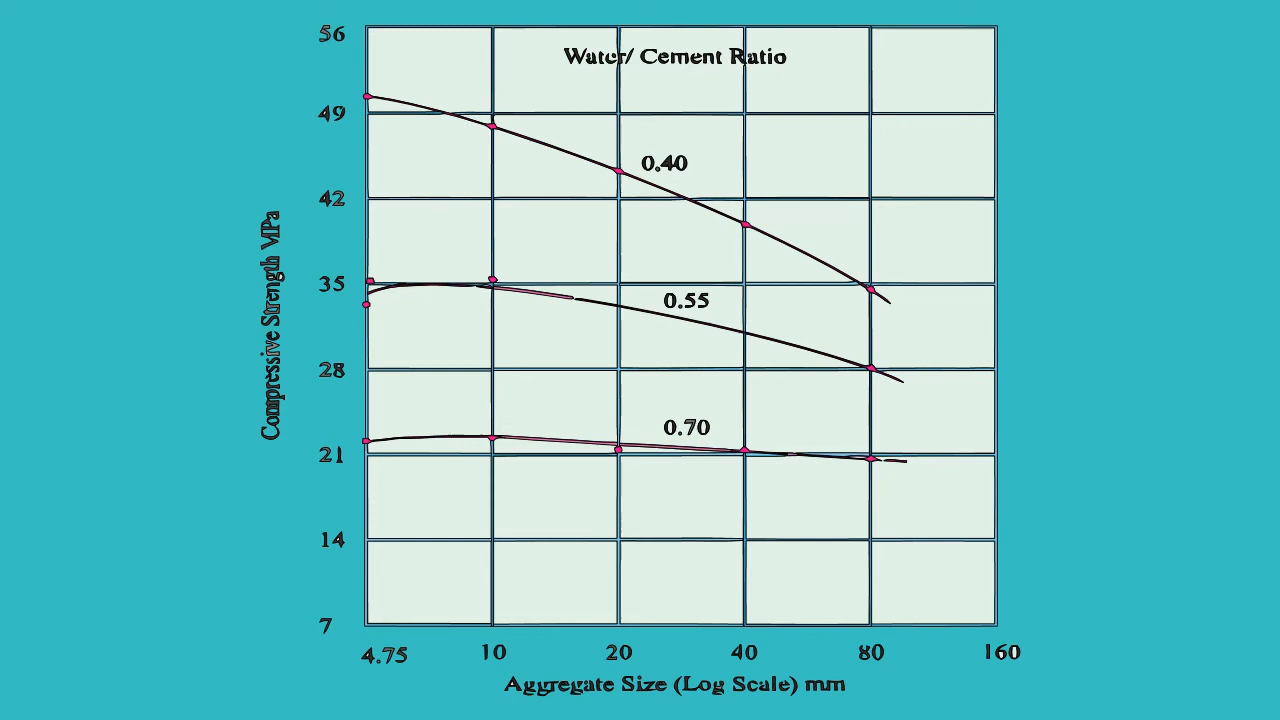 Water/ Cement Ratio
56
49
42
35
28
21
14
7
Compressive Strength MPa
0.40
0.55
0.70
4.75 10 20 40 80 160
Aggregate Size (Log Scale) mm